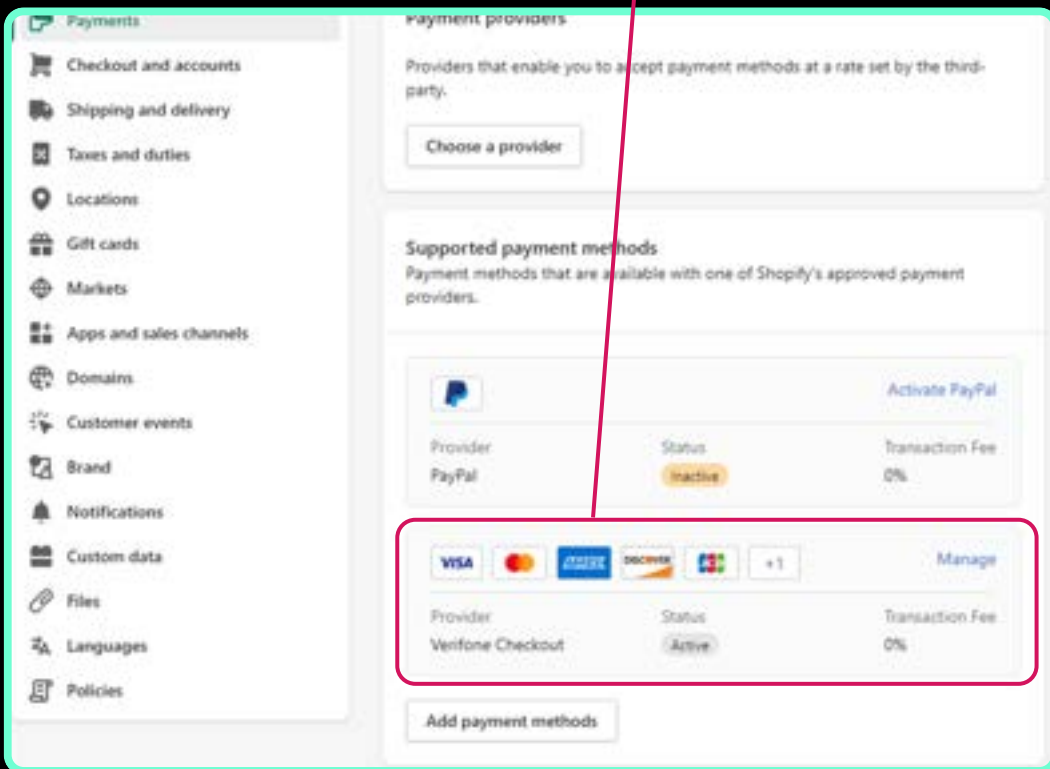 Payments
Checkout and accounts
Shipping and delivery
Taxes and duties
Locations
Gift cards
Markets
Apps and sales channels
Domains
Customer events
Brand
Notifications
Custom data
Files
Languages
Policies
Payment providers
Providers that enable you to accept payment methods at a rate set by the third-
party.
Choose a provider
Supported payment methods
Payment methods that are available with one of Shopify's approved payment
providers.
Activate PayPal
Provider Status Transaction Fee
PayPal Inactive 0%
VISA AMEX DISCOVER JCB +1 Manage
Provider Status Transaction Fee
Verifone Checkout Active 0%
Add payment methods